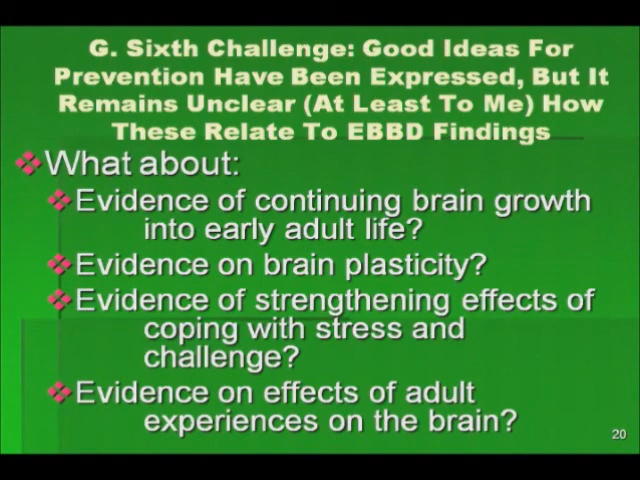 G. Sixth Challenge: Good Ideas For
Prevention Have Been Expressed, But It
Remains Unclear (At Least To Me) How
These Relate To EBBD Findings
What about:
Evidence of continuing brain growth
into early adult life?
Evidence on brain plasticity?
Evidence of strengthening effects of
coping with stress and
challenge?
Evidence on effects of adult
experiences on the brain?
20